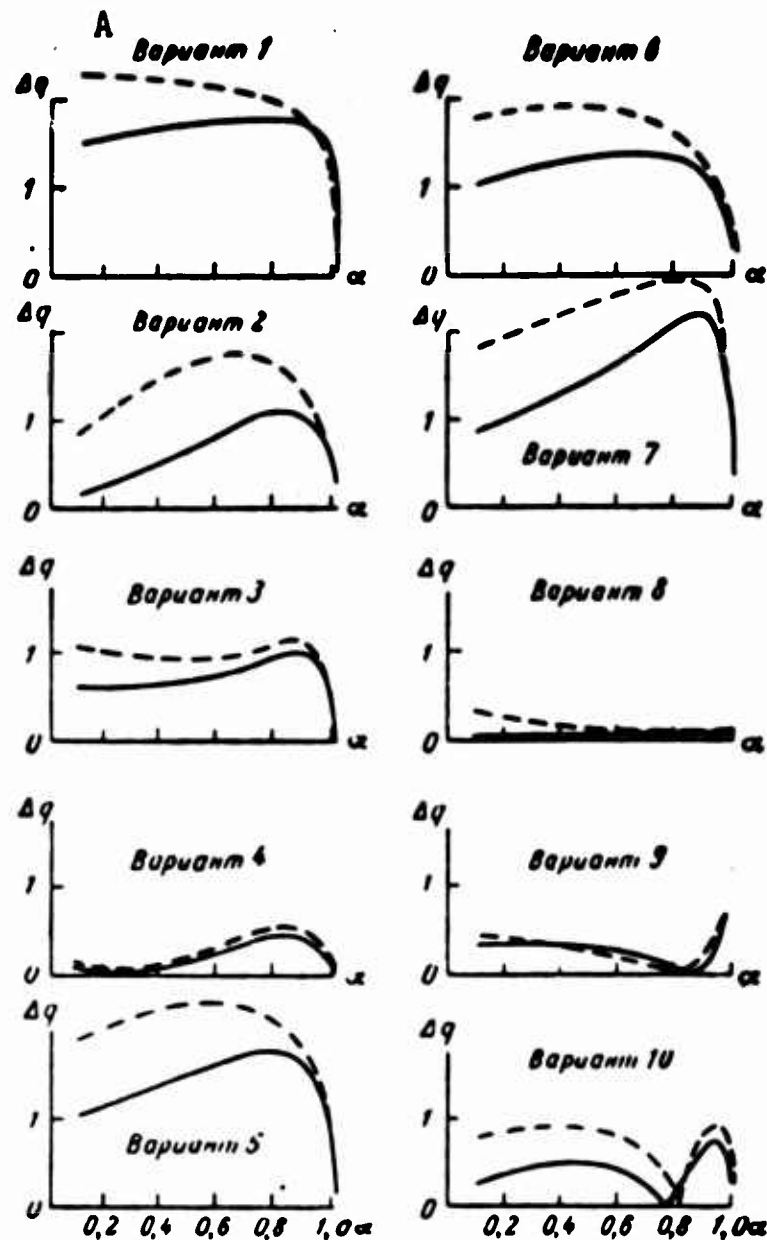 A
Вариант 1
Δq
1
0
α
Вариант 6
Δq
1
0
α
Вариант 2
Δq
1
0
α
Δq
1
Вариант 7
0
α
Δq
Вариант 3
1
0
α
Δq
Вариант 8
1
0
α
Δq
Вариант 4
1
0
α
Δq
Вариант 9
1
0
α
Δq
1
Вариант 5
0
0,2 0,4 0,6 0,8 1,0 α
Δq
Вариант 10
1
0
0,2 0,4 0,6 0,8 1,0 α